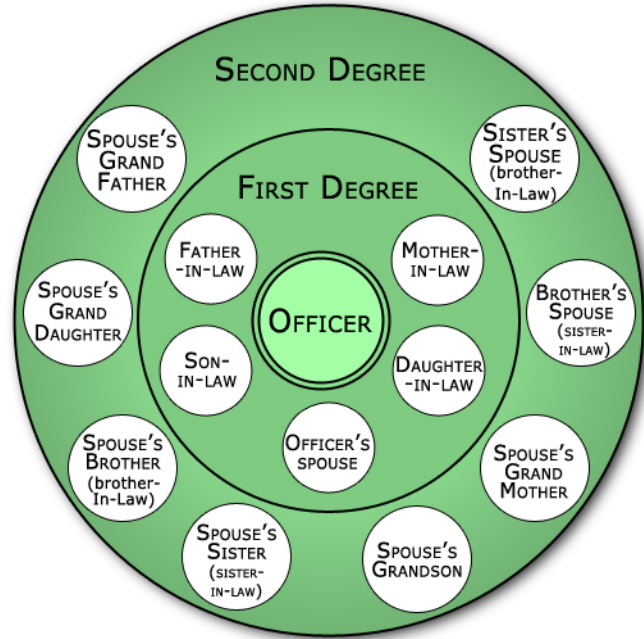 SECOND DEGREE
SPOUSE'S
GRAND
FATHER
SISTER'S
SPOUSE
(brother-
In-Law)
FIRST DEGREE
FATHER
-IN-LAW
MOTHER-
IN-LAW
SPOUSE'S
GRAND
DAUGHTER
OFFICER
BROTHER'S
SPOUSE
(SISTER-
IN-LAW)
SON-
IN-LAW
DAUGHTER
-IN-LAW
OFFICER'S
SPOUSE
SPOUSE'S
BROTHER
(brother-
In-Law)
SPOUSE'S
GRAND
MOTHER
SPOUSE'S
SISTER
(SISTER-
IN-LAW)
SPOUSE'S
GRANDSON